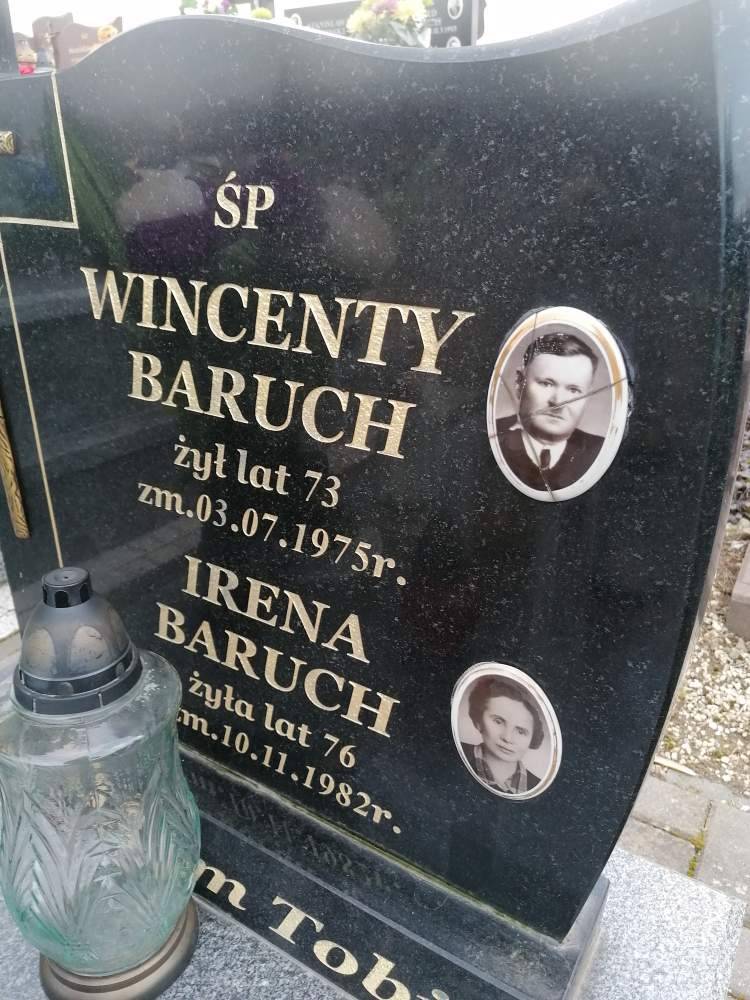 ŚP
WINCENTY
BARUCH
żył lat 73
zm.03.07.1975r.
IRENA
BARUCH
żyła lat 76
zm.10.11.1982r.
m Tobi